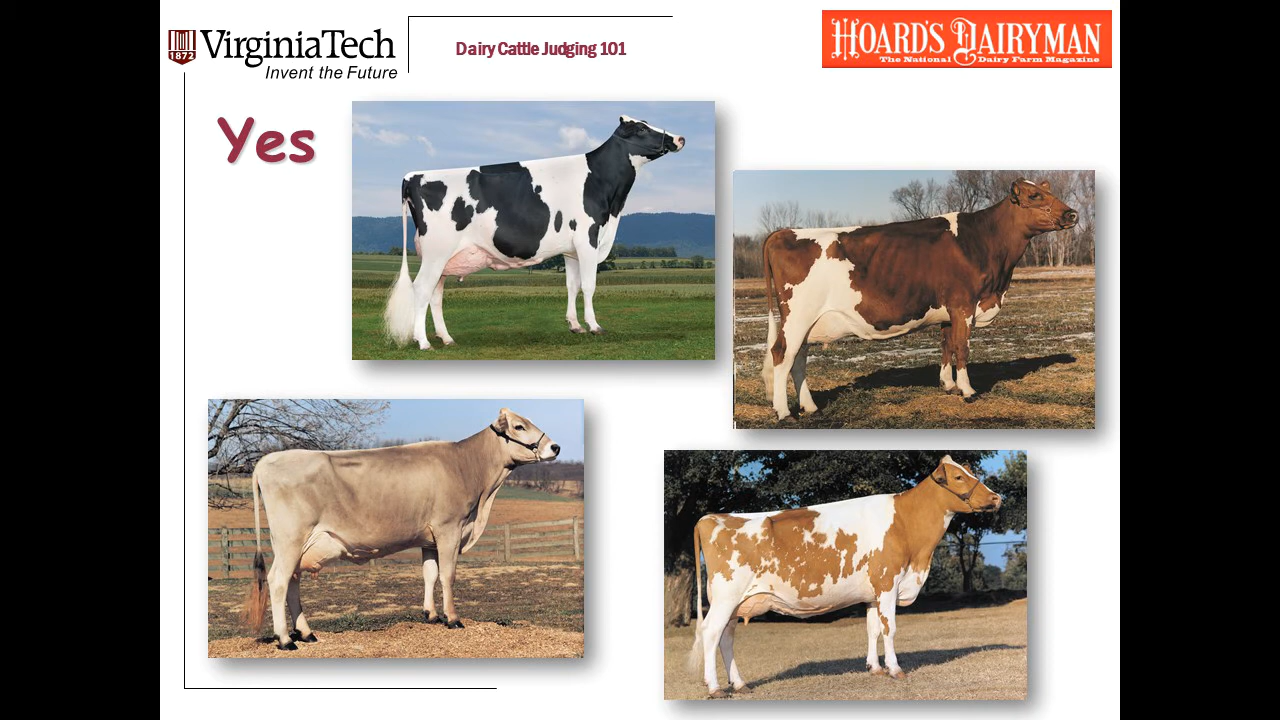 1872
VirginiaTech
Invent the Future
Dairy Cattle Judging 101
HOARD'S DAIRYMAN
The National Dairy Farm Magazine
Yes